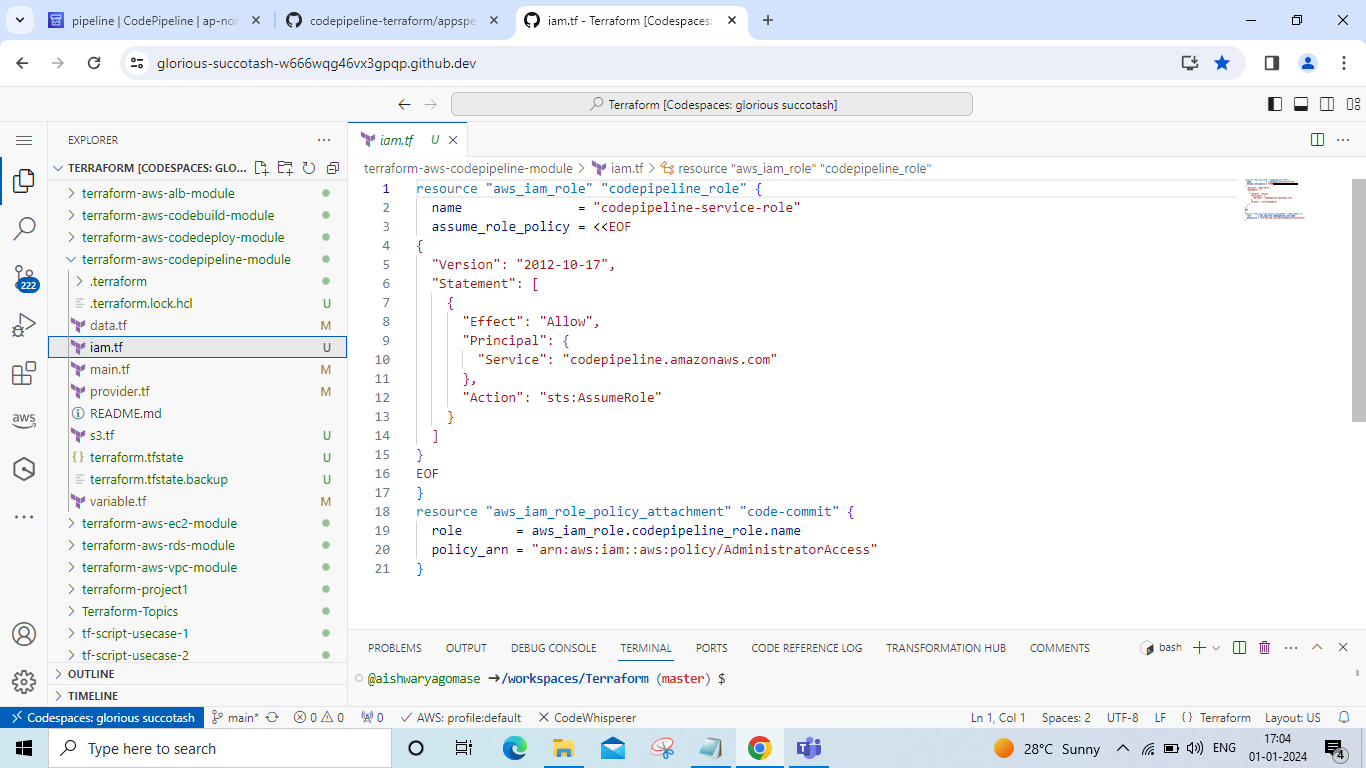 pipeline | CodePipeline | ap-nor
codepipeline-terraform/appspe
iam.tf - Terraform [Codespaces:
glorious-succotash-w666wqg46vx3gpqp.github.dev
Terraform [Codespaces: glorious succotash]
EXPLORER
TERRAFORM [CODESPACES: GLO...
terraform-aws-alb-module
terraform-aws-codebuild-module
terraform-aws-codedeploy-module
terraform-aws-codepipeline-module
.terraform
.terraform.lock.hcl U
data.tf M
iam.tf U
main.tf M
provider.tf M
README.md
s3.tf U
terraform.tfstate U
terraform.tfstate.backup U
variable.tf M
terraform-aws-ec2-module
terraform-aws-rds-module
terraform-aws-vpc-module
terraform-project1
Terraform-Topics
tf-script-usecase-1
tf-script-usecase-2
OUTLINE
TIMELINE
222
aws
iam.tf U
terraform-aws-codepipeline-module > iam.tf > resource "aws_iam_role" "codepipeline_role"
1 resource "aws_iam_role" "codepipeline_role" {
2 name = "codepipeline-service-role"
3 assume_role_policy = <<EOF
4 {
5 "Version": "2012-10-17",
6 "Statement": [
7 {
8 "Effect": "Allow",
9 "Principal": {
10 "Service": "codepipeline.amazonaws.com"
11 },
12 "Action": "sts:AssumeRole"
13 }
14 ]
15 }
16 EOF
17 }
18 resource "aws_iam_role_policy_attachment" "code-commit" {
19 role = aws_iam_role.codepipeline_role.name
20 policy_arn = "arn:aws:iam::aws:policy/AdministratorAccess"
21 }
PROBLEMS OUTPUT DEBUG CONSOLE TERMINAL PORTS CODE REFERENCE LOG TRANSFORMATION HUB COMMENTS
bash
@aishwaryagomase →/workspaces/Terraform (master) $
Codespaces: glorious succotash main* 0 0 0 AWS: profile:default CodeWhisperer
Ln 1, Col 1 Spaces: 2 UTF-8 LF {} Terraform Layout: US
Type here to search
28°C Sunny
ENG
17:04
01-01-2024
4